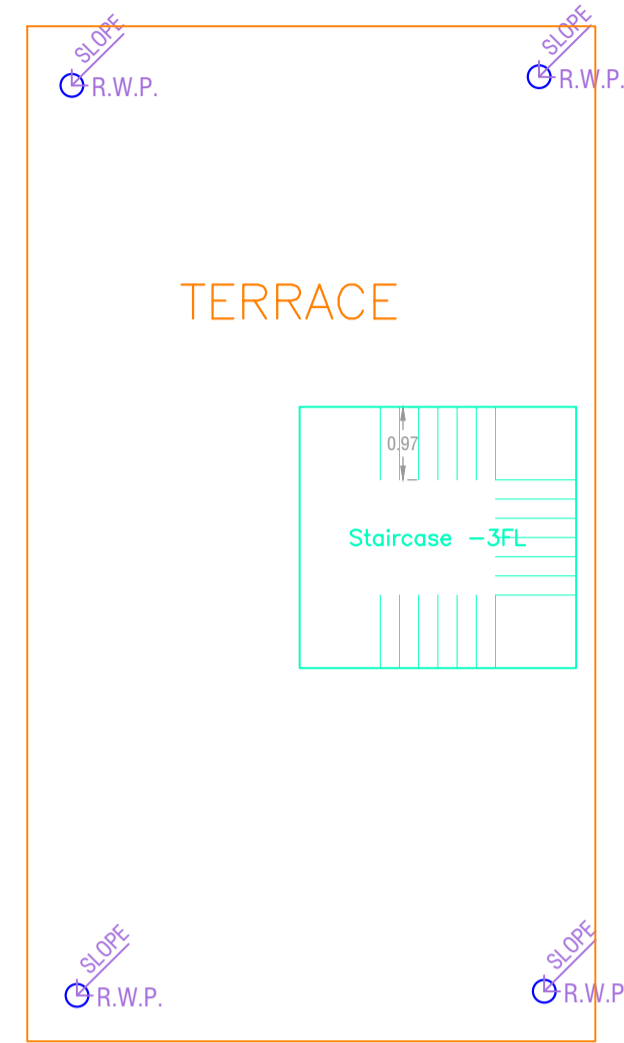 SLOPE
R.W.P.
SLOPE
R.W.P.
TERRACE
0.97
Staircase -3FL
SLOPE
R.W.P.
SLOPE
R.W.P